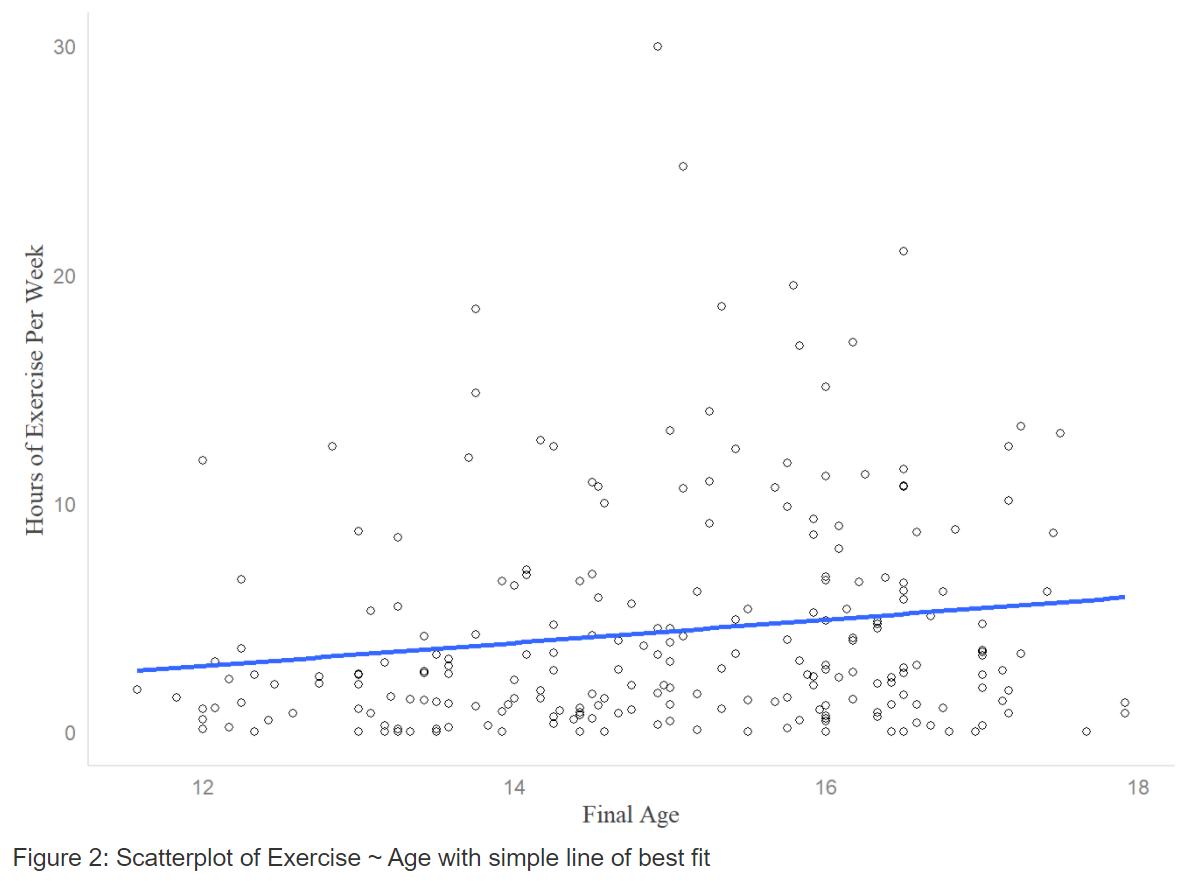 30
20
10
0
Hours of Exercise Per Week
12 14 16 18
Final Age
Figure 2: Scatterplot of Exercise ~ Age with simple line of best fit